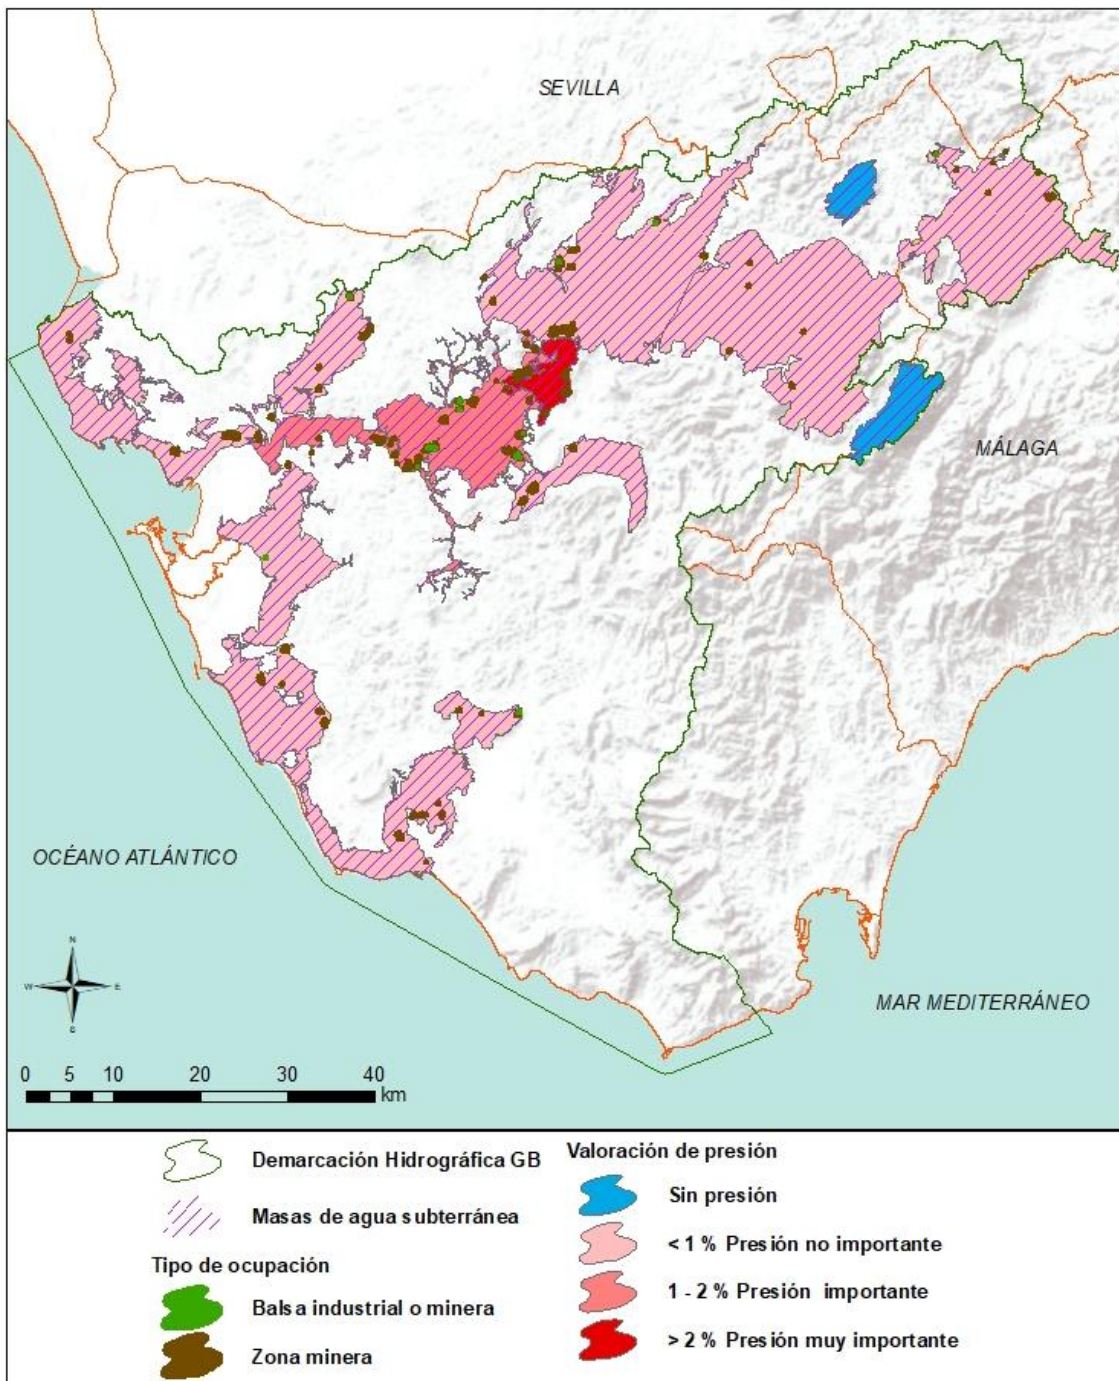 SEVILLA
MÁLAGA
OCÉANO ATLÁNTICO
N
W E
S
MAR MEDITERRÁNEO
0 5 10 20 30 40
km
Demarcación Hidrográfica GB
Masas de agua subterránea
Tipo de ocupación
Balsa industrial o minera
Zona minera
Valoración de presión
Sin presión
< 1 % Presión no importante
1 - 2 % Presión importante
> 2 % Presión muy importante